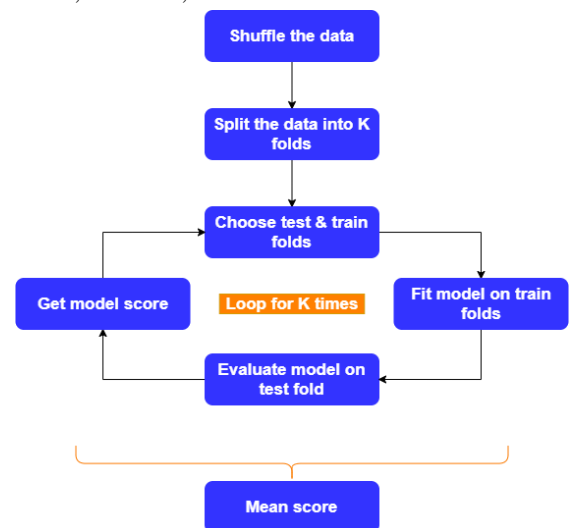 Shuffle the data
Split the data into K
folds
Choose test & train
folds
Get model score
Loop for K times
Fit model on train
folds
Evaluate model on
test fold
Mean score